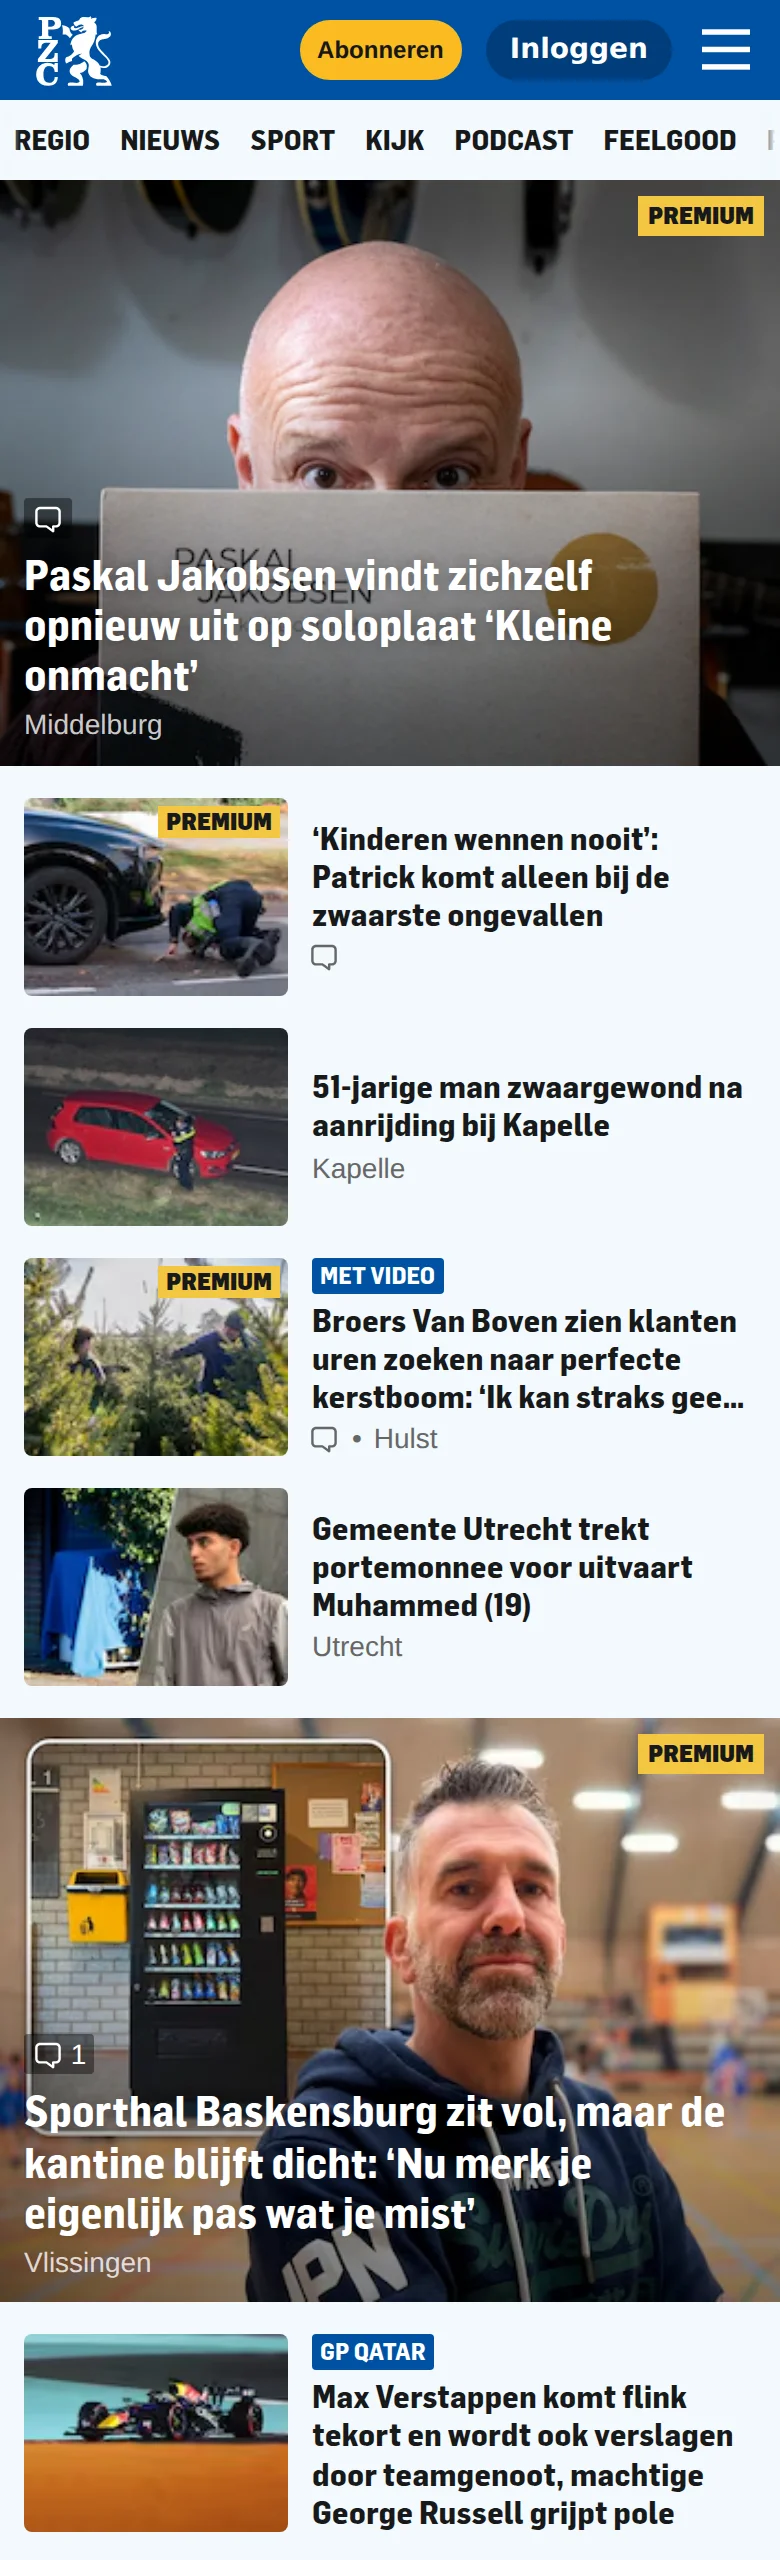 PZC
Abonneren
Inloggen
REGIO NIEUWS SPORT KIJK PODCAST FEELGOOD
PREMIUM
PASKAL
JAKOBSEN
Paskal Jakobsen vindt zichzelf
opnieuw uit op soloplaat ‘Kleine
onmacht’
Middelburg
PREMIUM
‘Kinderen wennen nooit’:
Patrick komt alleen bij de
zwaarste ongevallen
51-jarige man zwaargewond na
aanrijding bij Kapelle
Kapelle
PREMIUM
MET VIDEO
Broers Van Boven zien klanten
uren zoeken naar perfecte
kerstboom: ‘Ik kan straks gee...
• Hulst
Gemeente Utrecht trekt
portemonnee voor uitvaart
Muhammed (19)
Utrecht
PREMIUM
1
1
Sporthal Baskensburg zit vol, maar de
kantine blijft dicht: ‘Nu merk je
eigenlijk pas wat je mist’
JPN
Vlissingen
GP QATAR
Max Verstappen komt flink
tekort en wordt ook verslagen
door teamgenoot, machtige
George Russell grijpt pole